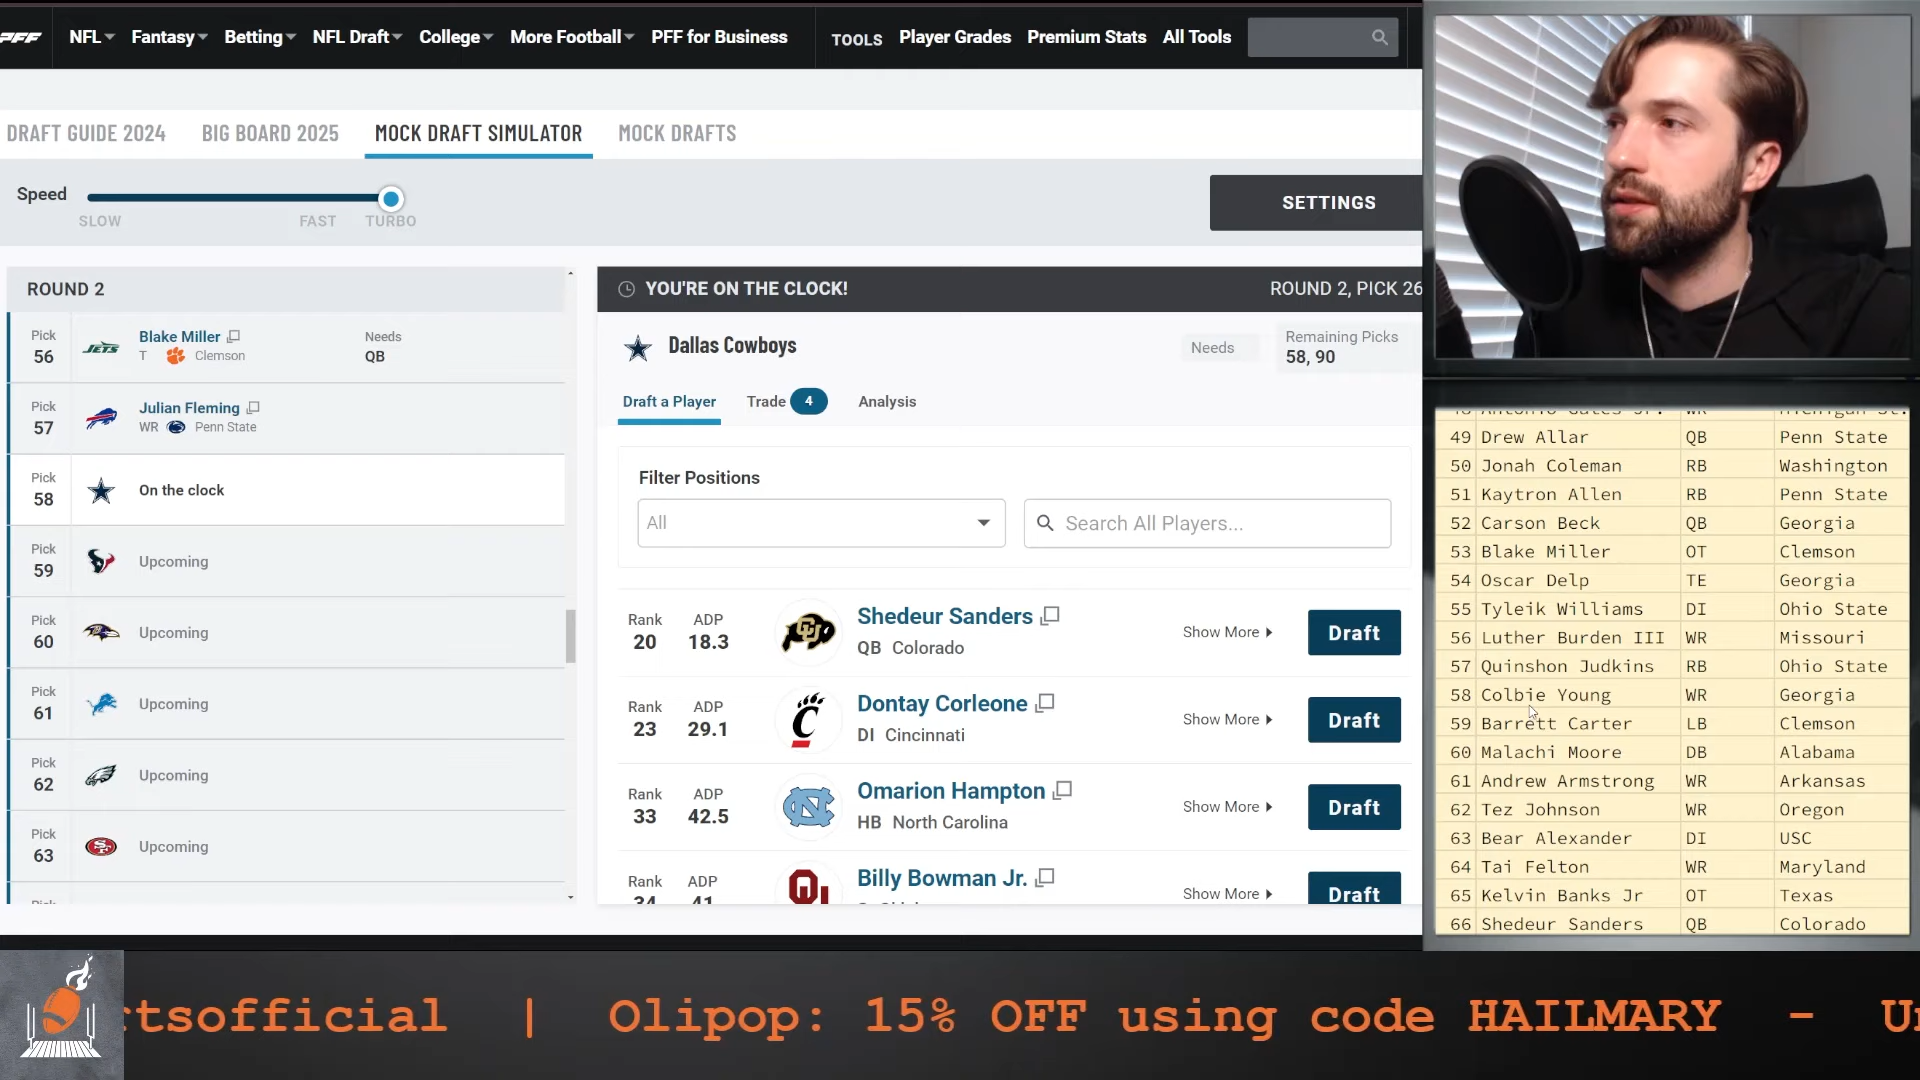 PFF NFL Fantasy Betting NFL Draft College More Football PFF for Business TOOLS Player Grades Premium Stats All Tools
DRAFT GUIDE 2024 BIG BOARD 2025 MOCK DRAFT SIMULATOR MOCK DRAFTS
Speed
SLOW FAST TURBO
SETTINGS
ROUND 2
Pick 56 JETS Blake Miller Needs
T Clemson QB
Pick 57 Julian Fleming
WR Penn State
Pick 58 On the clock
Pick 59 Upcoming
Pick 60 Upcoming
Pick 61 Upcoming
Pick 62 Upcoming
Pick 63 Upcoming
YOU'RE ON THE CLOCK! ROUND 2, PICK 26
Dallas Cowboys Needs Remaining Picks
58, 90
Draft a Player Trade 4 Analysis
Filter Positions
All Search All Players...
Rank 20 ADP 18.3 Shedeur Sanders Show More Draft
QB Colorado
Rank 23 ADP 29.1 Dontay Corleone Show More Draft
DI Cincinnati
Rank 33 ADP 42.5 Omarion Hampton Show More Draft
HB North Carolina
Rank 34 ADP 41 Billy Bowman Jr. Show More Draft
48 Antonio Gates Jr. WR Michigan St.
49 Drew Allar QB Penn State
50 Jonah Coleman RB Washington
51 Kaytron Allen RB Penn State
52 Carson Beck QB Georgia
53 Blake Miller OT Clemson
54 Oscar Delp TE Georgia
55 Tyleik Williams DI Ohio State
56 Luther Burden III WR Missouri
57 Quinshon Judkins RB Ohio State
58 Colbie Young WR Georgia
59 Barrett Carter LB Clemson
60 Malachi Moore DB Alabama
61 Andrew Armstrong WR Arkansas
62 Tez Johnson WR Oregon
63 Bear Alexander DI USC
64 Tai Felton WR Maryland
65 Kelvin Banks Jr OT Texas
66 Shedeur Sanders QB Colorado
rtsofficial | Olipop: 15% OFF using code HAILMARY - U